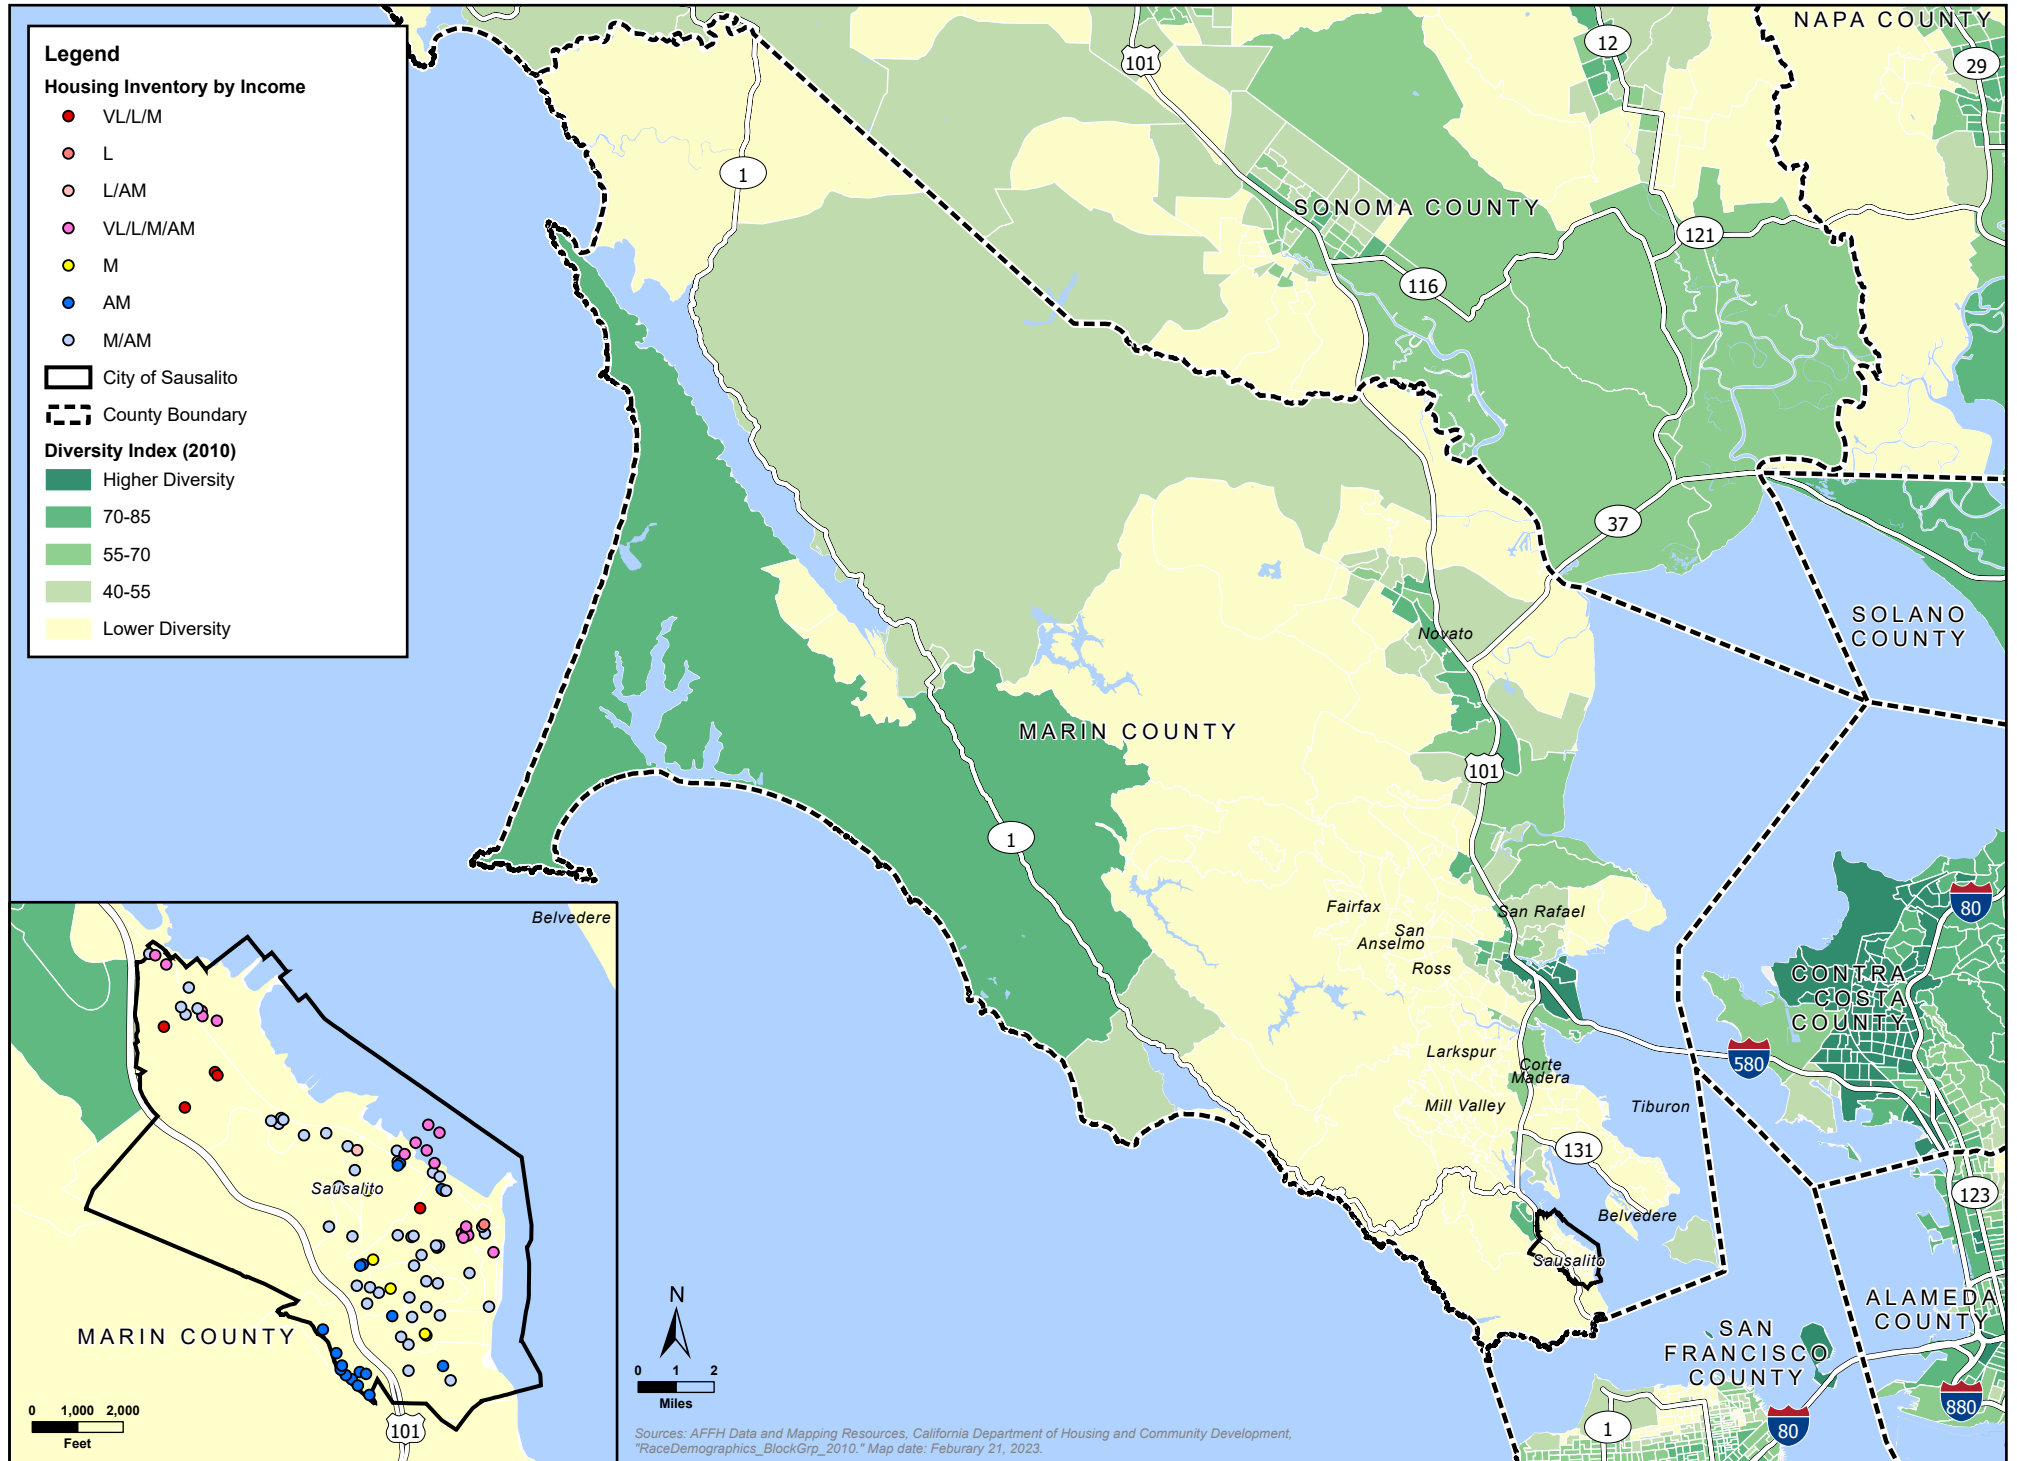 Legend
Housing Inventory by Income
VL/L/M
L
L/AM
VL/L/M/AM
M
AM
M/AM
City of Sausalito
County Boundary
Diversity Index (2010)
Higher Diversity
70-85
55-70
40-55
Lower Diversity
NAPA COUNTY
12
29
101
1
SONOMA COUNTY
121
116
37
SOLANO
COUNTY
Novato
MARIN COUNTY
101
1
80
Fairfax
San Rafael
San
Anselmo
Ross
CONTRA
COSTA
COUNTY
Larkspur
Corte
Madera
580
Mill Valley
Tiburon
131
123
Belvedere
Sausalito
ALAMEDA
COUNTY
SAN
FRANCISCO
COUNTY
880
80
1
Belvedere
Sausalito
MARIN COUNTY
101
0 1,000 2,000
Feet
N
0 1 2
Miles
Sources: AFFH Data and Mapping Resources, California Department of Housing and Community Development,
"RaceDemographics_BlockGrp_2010." Map date: Feburary 21, 2023.